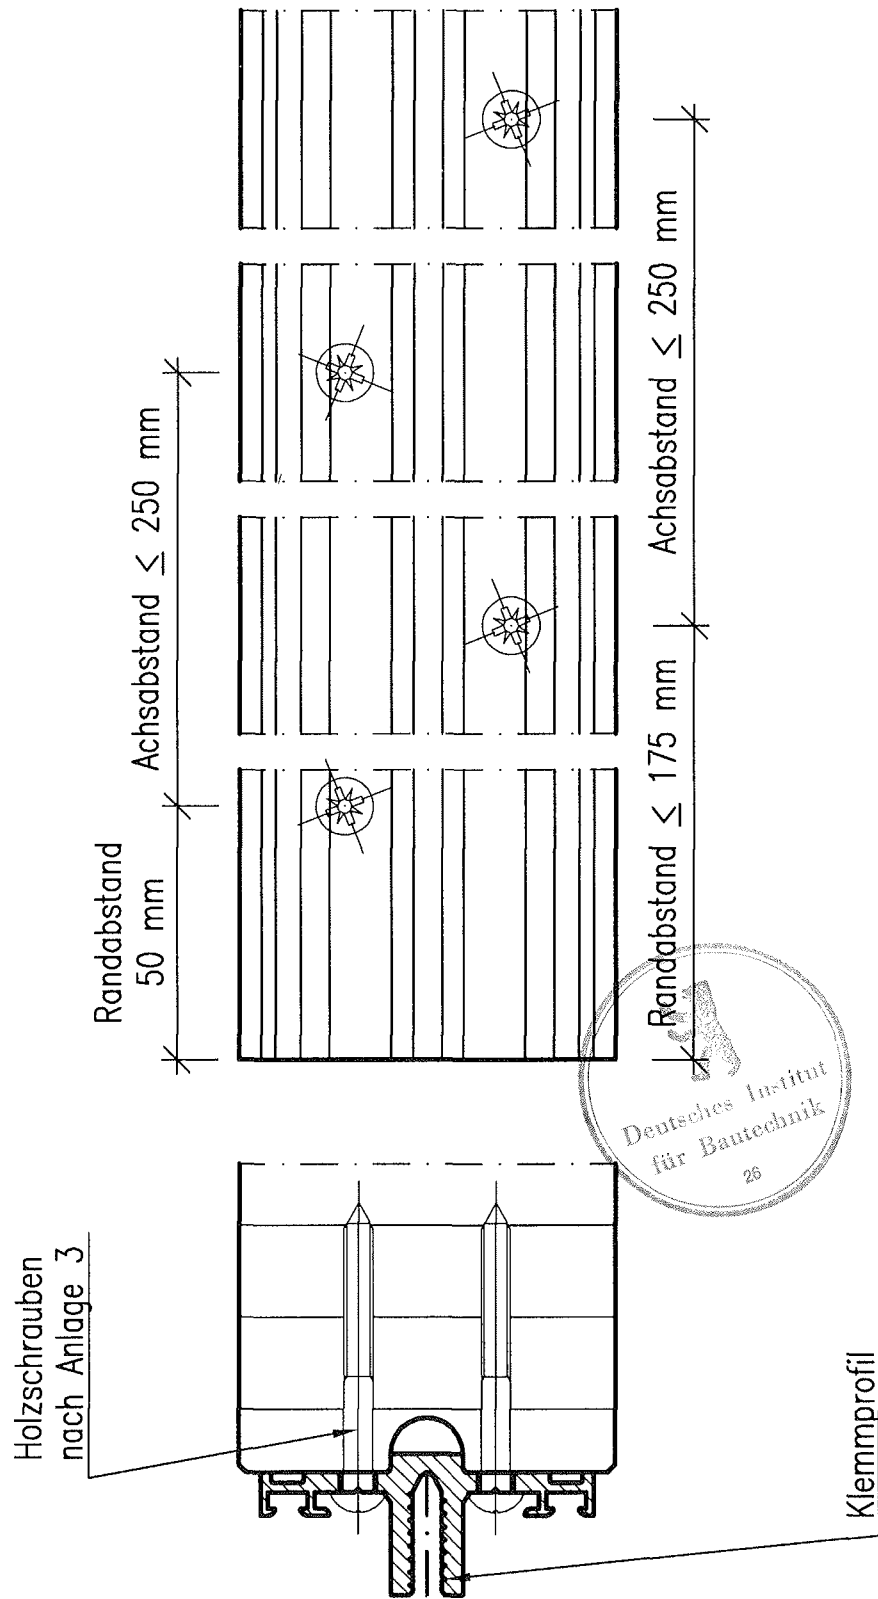 Holzschrauben
nach Anlage 3
Klemmprofil
Randabstand
50 mm
Achsabstand ≤ 250 mm
Randabstand ≤ 175 mm
Achsabstand ≤ 250 mm
Deutsches Institut
für Bautechnik
26